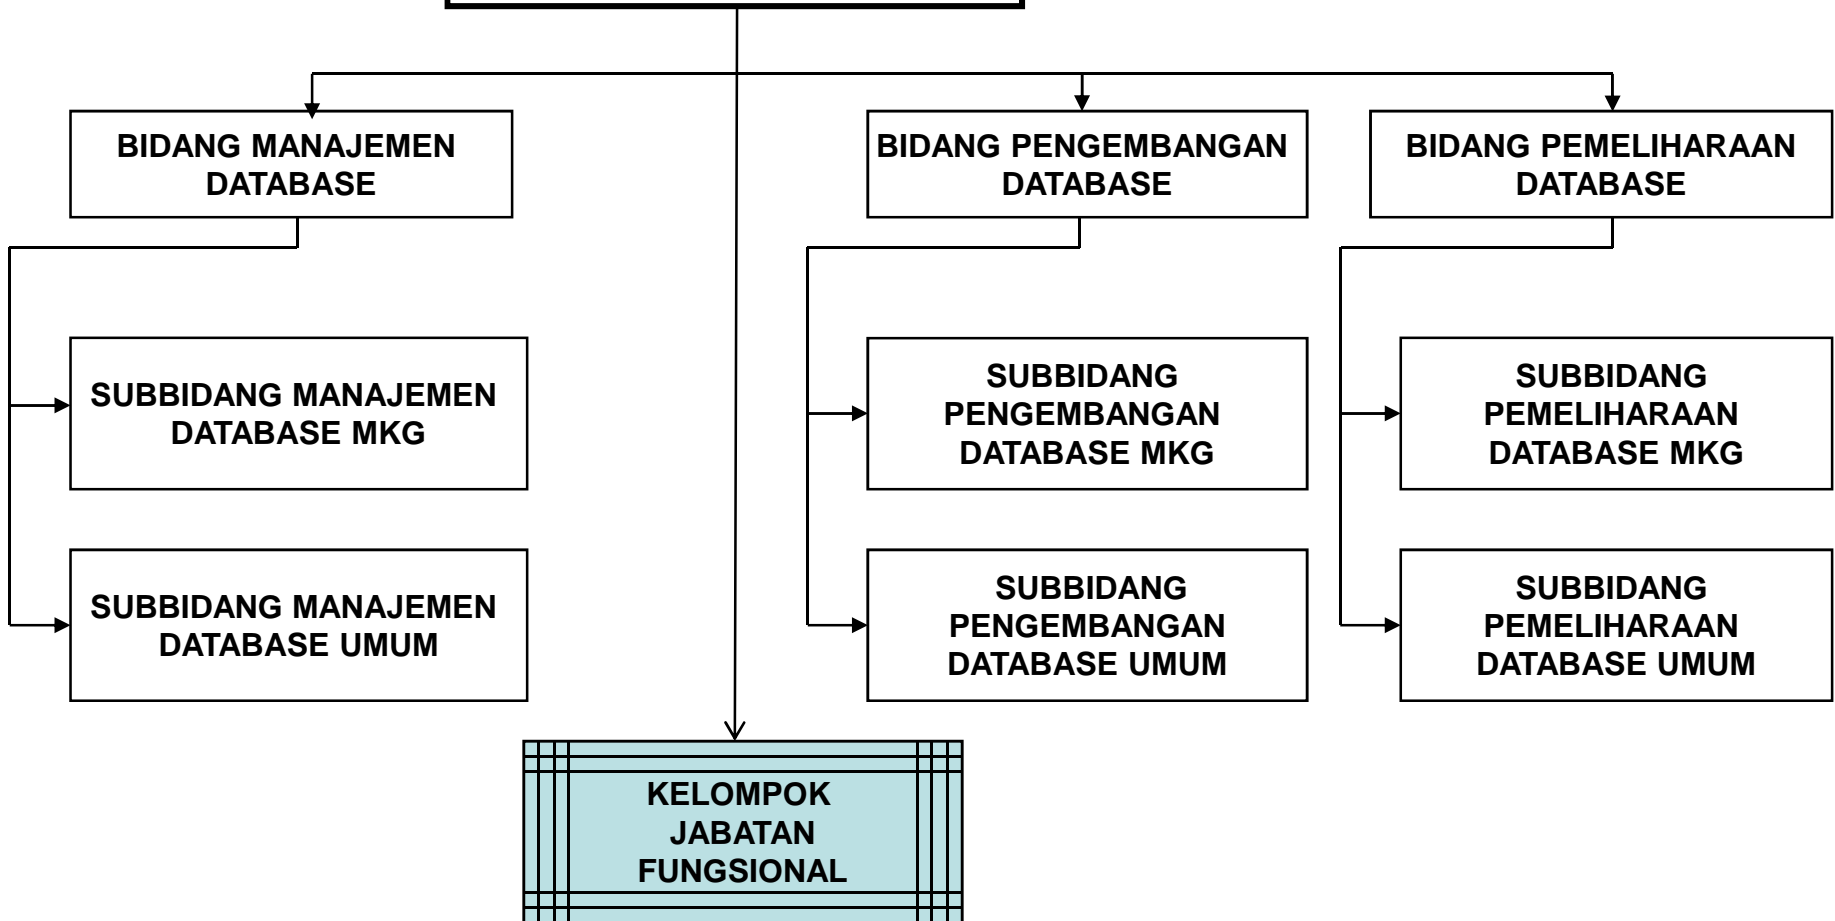 BIDANG MANAJEMEN
DATABASE
BIDANG PENGEMBANGAN
DATABASE
BIDANG PEMELIHARAAN
DATABASE
SUBBIDANG MANAJEMEN
DATABASE MKG
SUBBIDANG
PENGEMBANGAN
DATABASE MKG
SUBBIDANG
PEMELIHARAAN
DATABASE MKG
SUBBIDANG MANAJEMEN
DATABASE UMUM
SUBBIDANG
PENGEMBANGAN
DATABASE UMUM
SUBBIDANG
PEMELIHARAAN
DATABASE UMUM
KELOMPOK
JABATAN
FUNGSIONAL